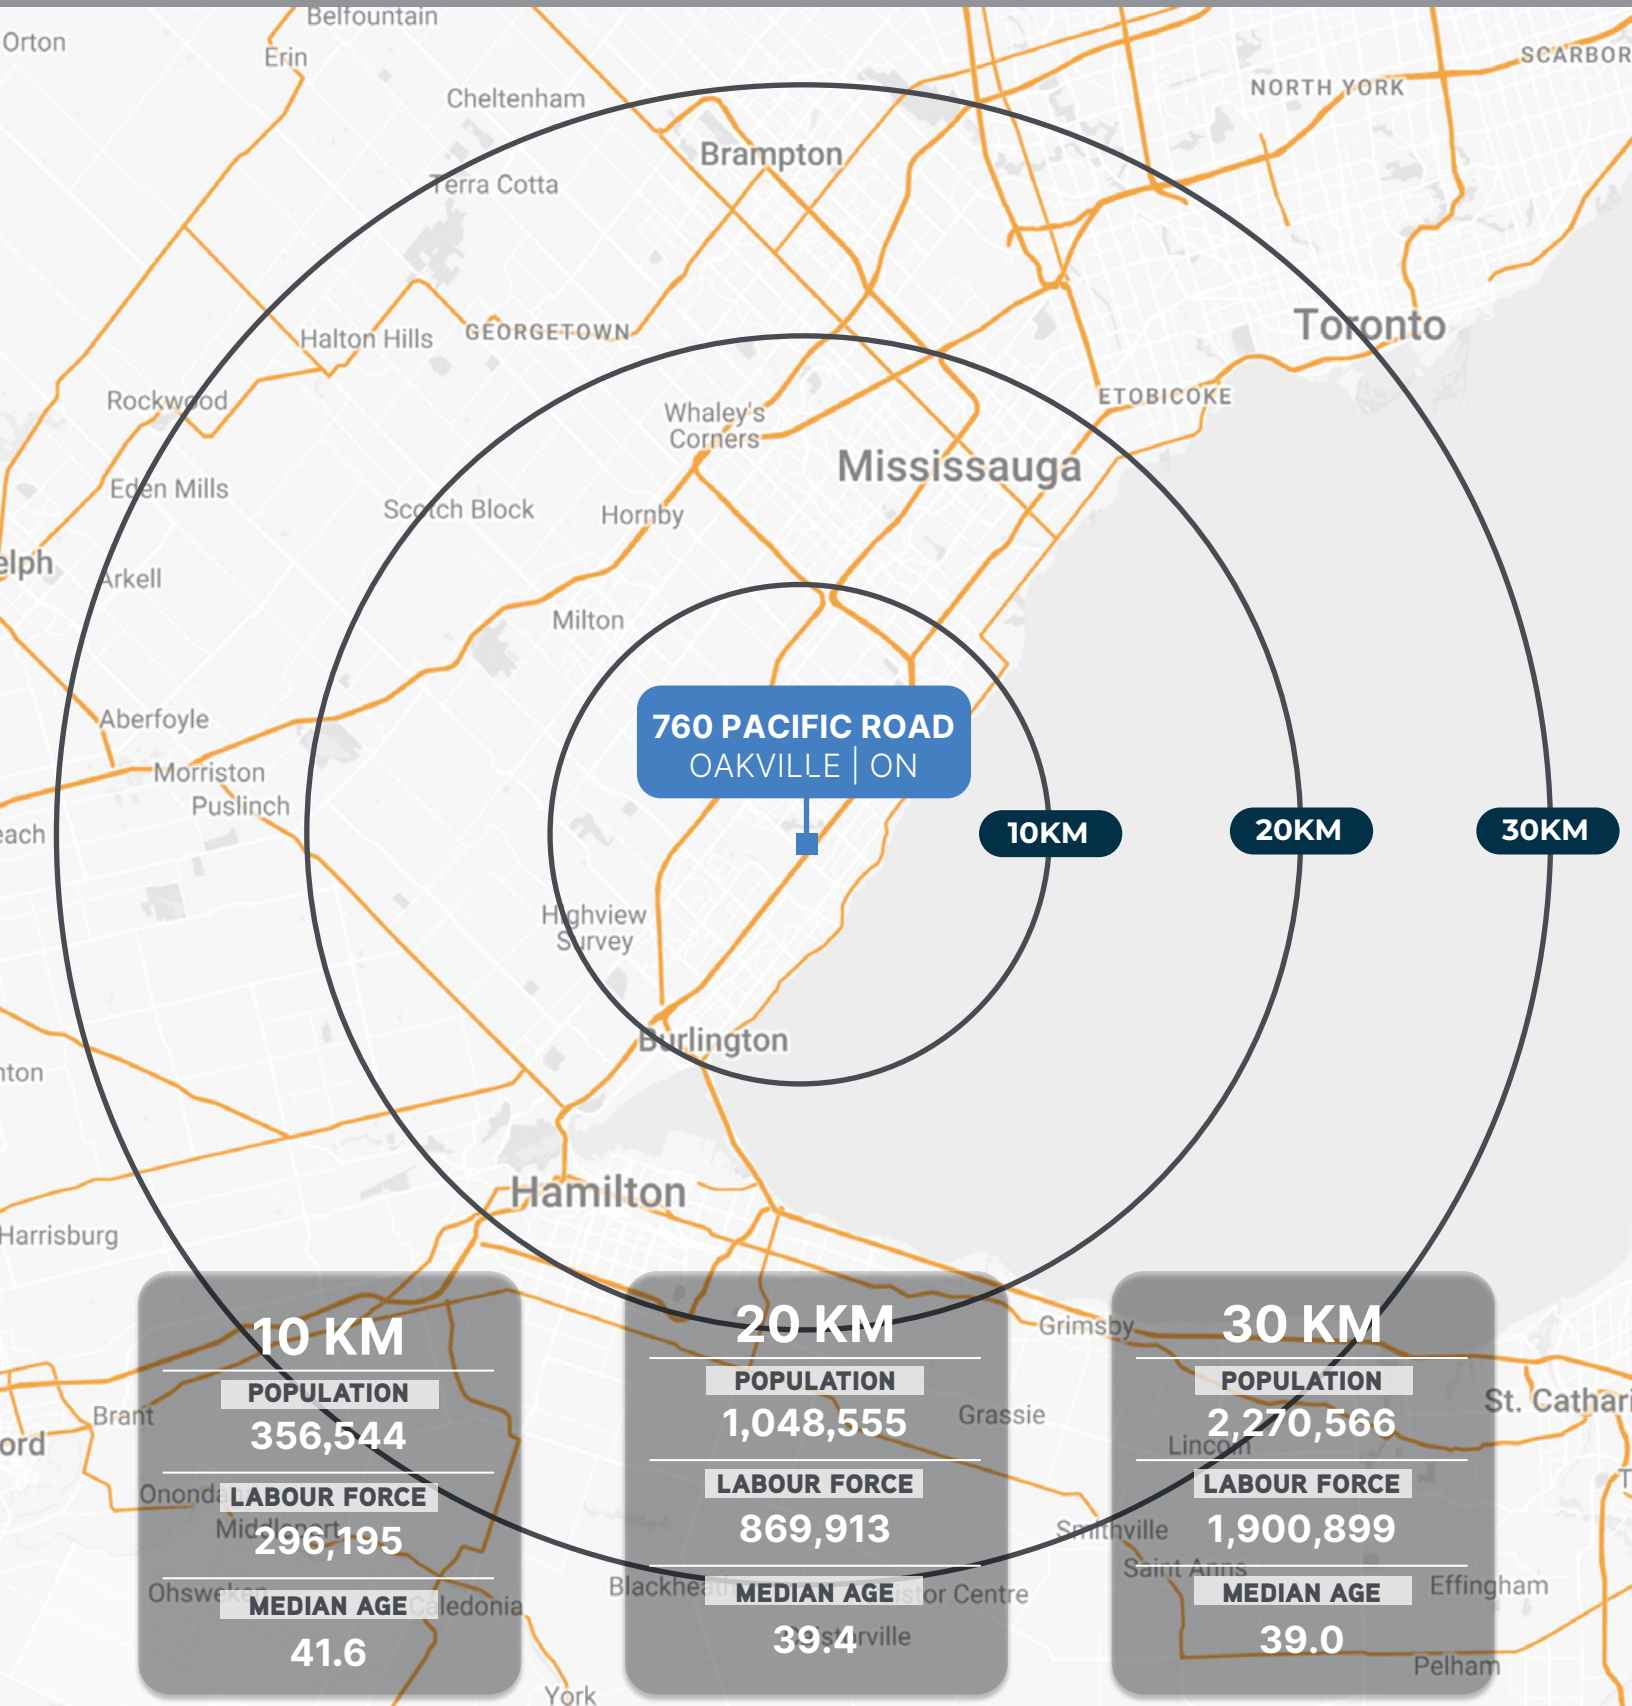 Belfountain
Orton
Erin
SCARBOR
NORTH YORK
Cheltenham
Brampton
Terra Cotta
Toronto
Halton Hills
GEORGETOWN
ETOBICOKE
Rockwood
Whaley's
Corners
Mississauga
Eden Mills
Scotch Block
Hornby
elph
Arkell
Milton
Aberfoyle
760 PACIFIC ROAD
OAKVILLE | ON
Morriston
Puslinch
each
10KM
20KM
30KM
Highview
Survey
Burlington
nton
Hamilton
Harrisburg
Grimsby
10 KM
POPULATION
356,544
LABOUR FORCE
296,195
MEDIAN AGE
41.6
20 KM
POPULATION
1,048,555
LABOUR FORCE
869,913
MEDIAN AGE
39.4
30 KM
POPULATION
2,270,566
LABOUR FORCE
1,900,899
MEDIAN AGE
39.0
Brant
Grassie
St. Cathari
ord
Lincoln
Middleport
Smithville
Saint Anns
Effingham
Ohsweken
Caledonia
Centre
Pelham
York